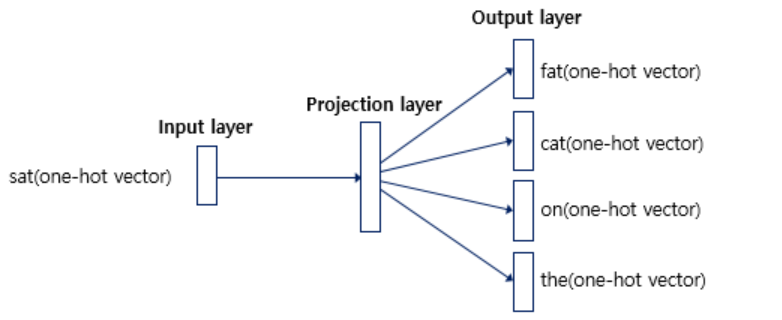 Output layer
fat(one-hot vector)
Projection layer
Input layer
cat(one-hot vector)
sat(one-hot vector)
on(one-hot vector)
the(one-hot vector)